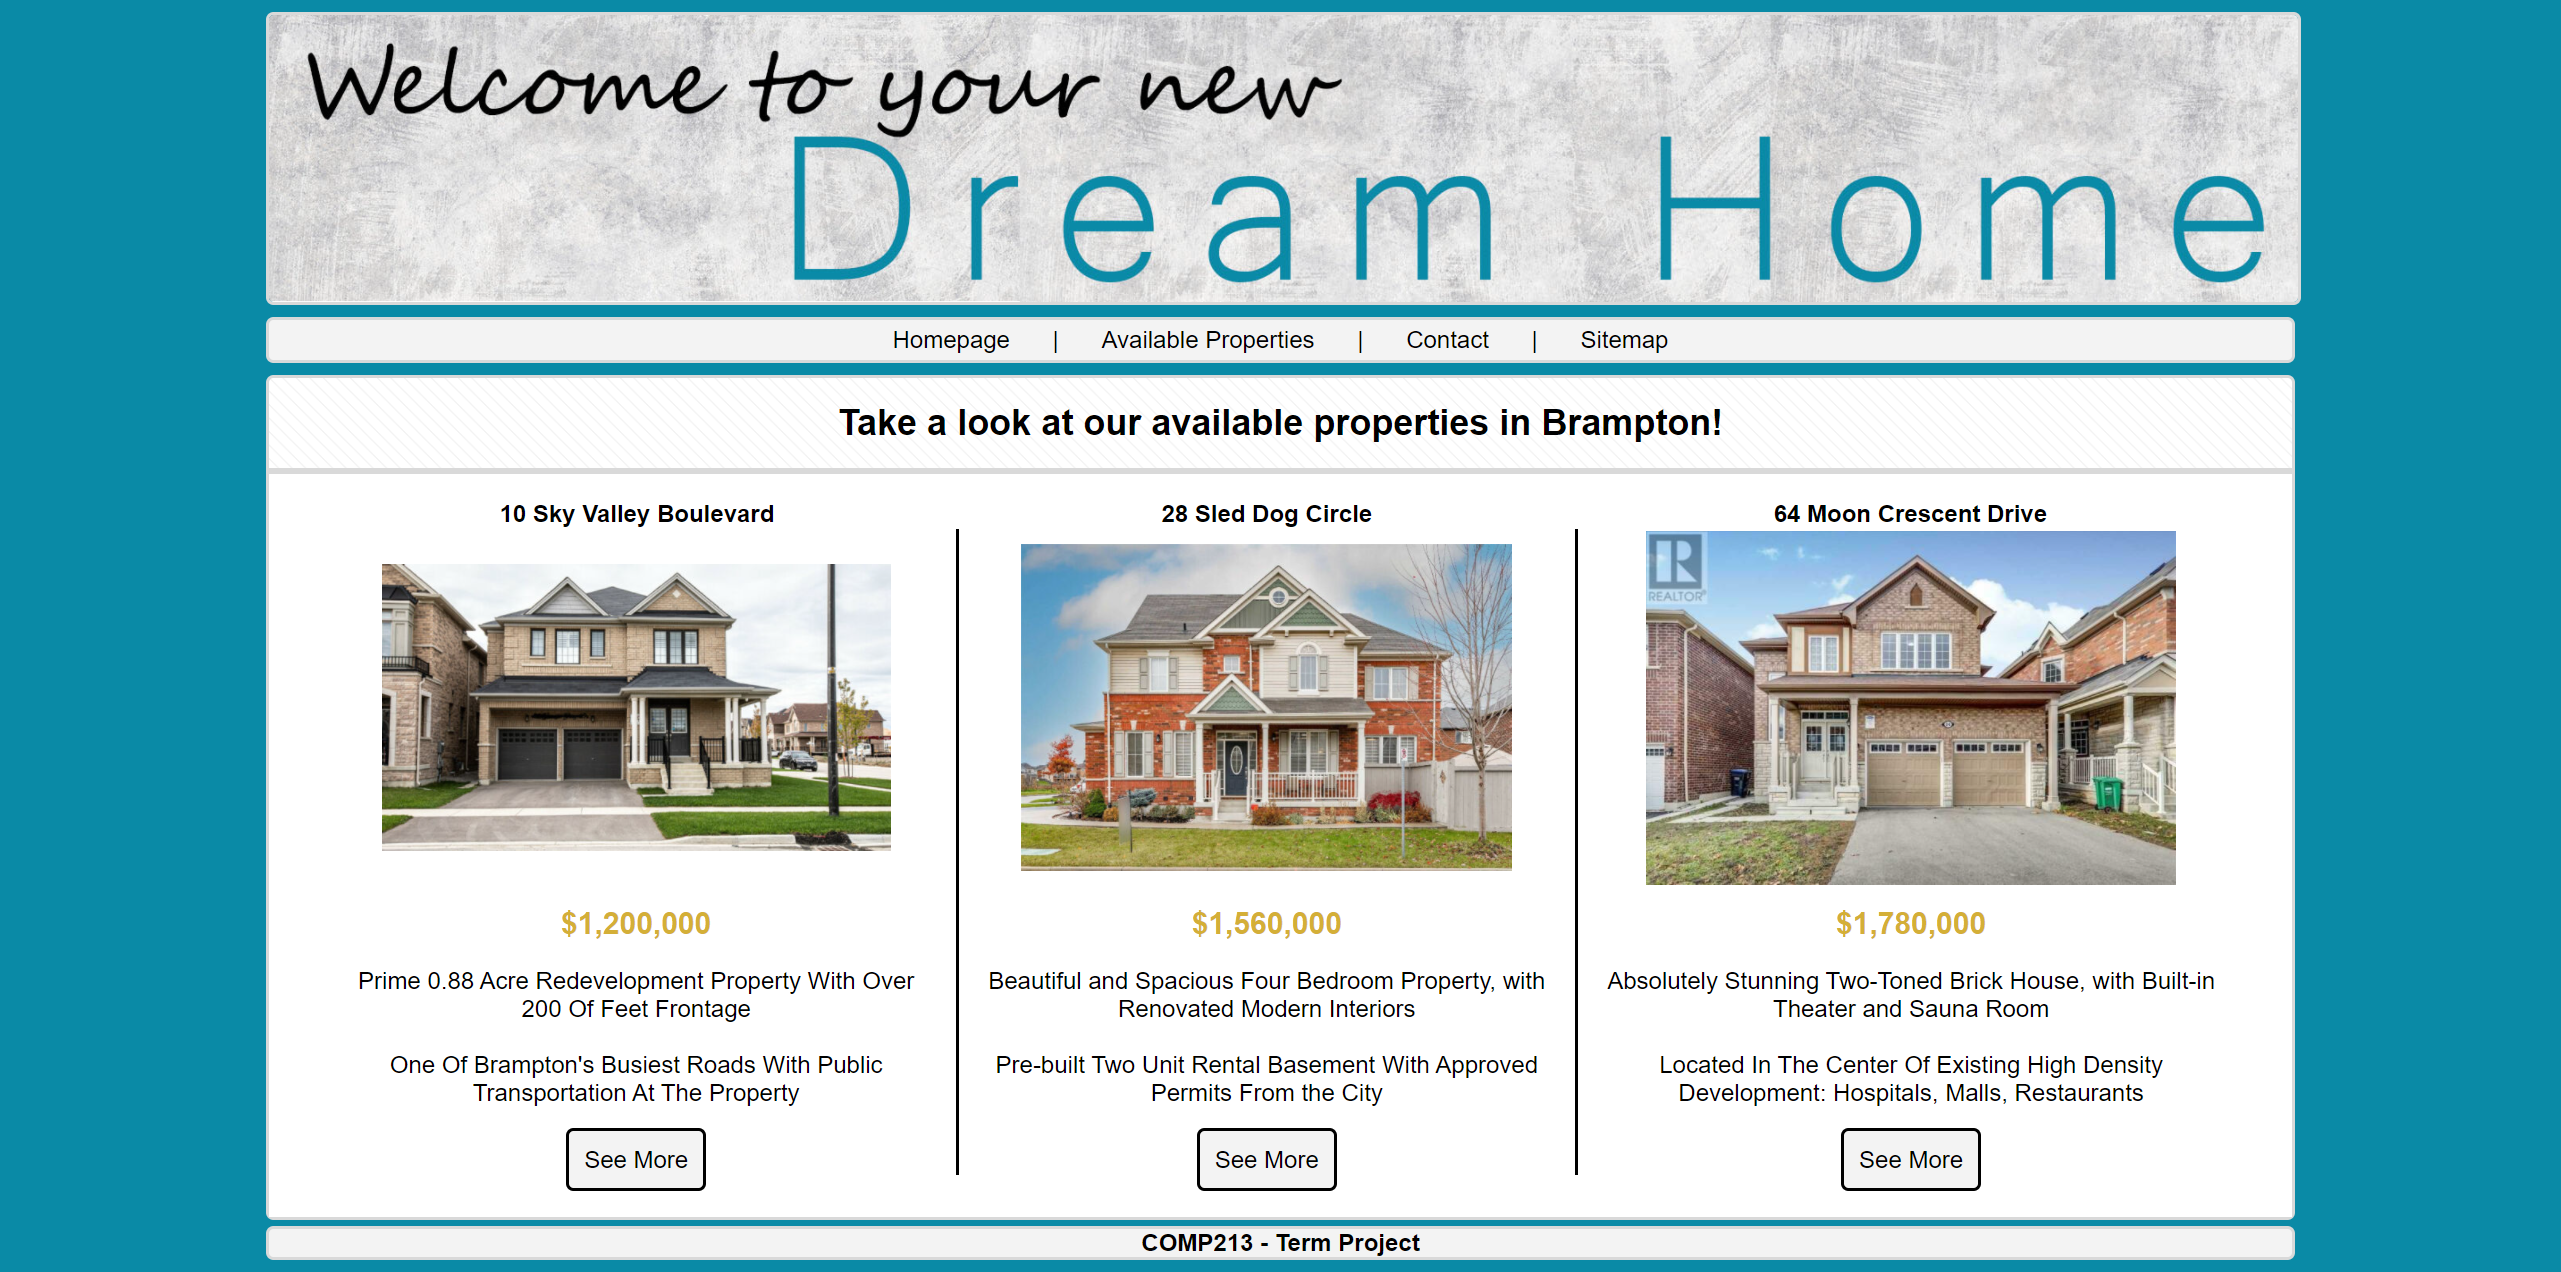 Welcome to your new
Dream Home
Homepage | Available Properties | Contact | Sitemap
Take a look at our available properties in Brampton!
10 Sky Valley Boulevard
$1,200,000
Prime 0.88 Acre Redevelopment Property With Over
200 Of Feet Frontage
One Of Brampton's Busiest Roads With Public
Transportation At The Property
See More
28 Sled Dog Circle
$1,560,000
Beautiful and Spacious Four Bedroom Property, with
Renovated Modern Interiors
Pre-built Two Unit Rental Basement With Approved
Permits From the City
See More
64 Moon Crescent Drive
R
REALTOR®
$1,780,000
Absolutely Stunning Two-Toned Brick House, with Built-in
Theater and Sauna Room
Located In The Center Of Existing High Density
Development: Hospitals, Malls, Restaurants
See More
COMP213 - Term Project